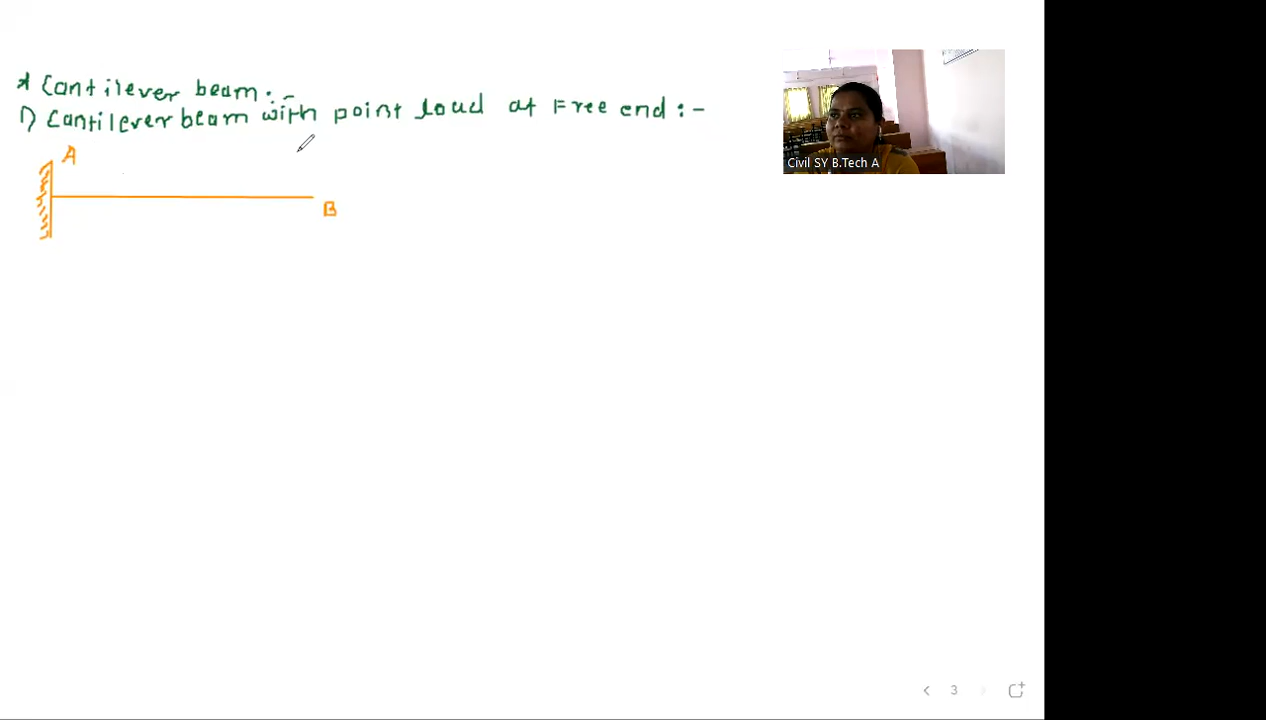 * Cantilever beam:-
1) Cantilever beam with point load at Free end:-
A
B
Civil SY B.Tech A
3